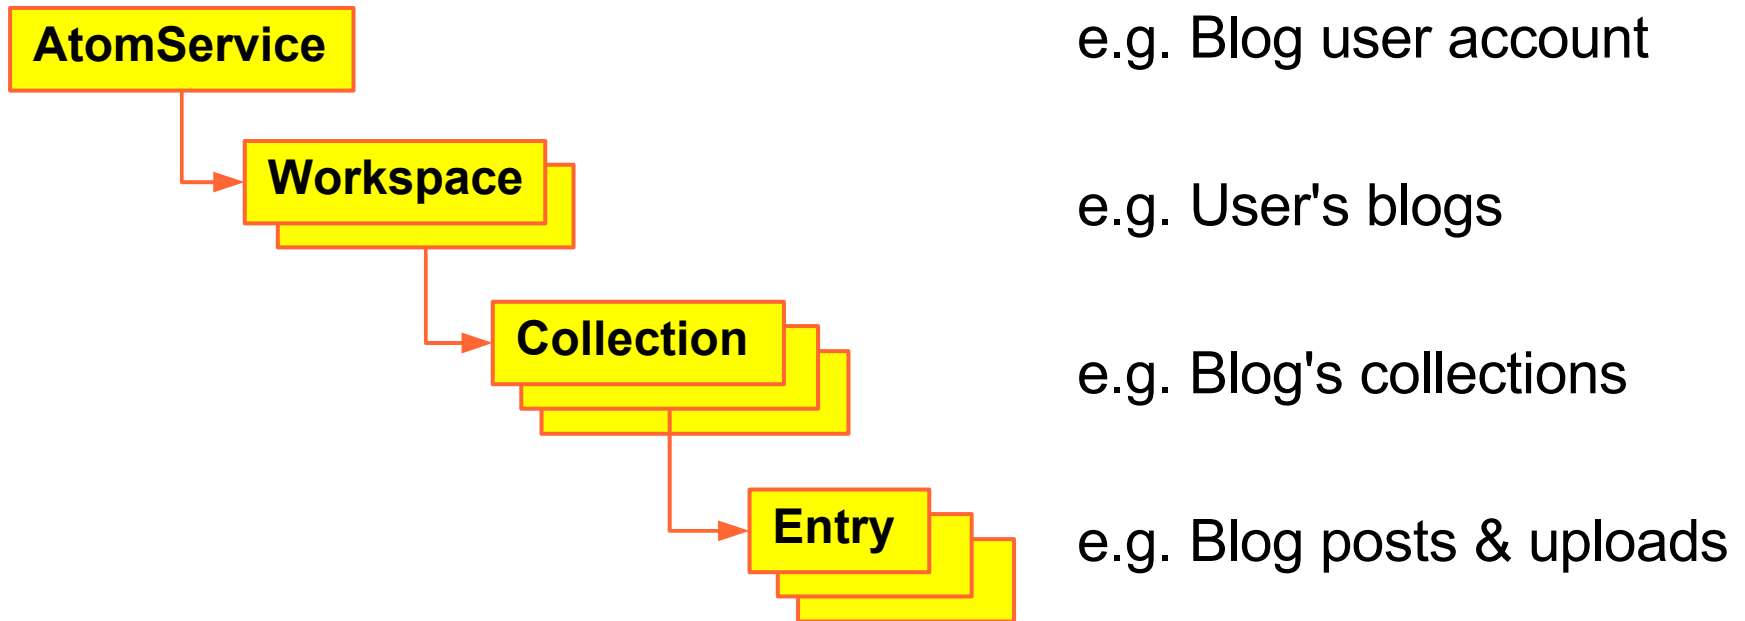 AtomService
e.g. Blog user account
Workspace
e.g. User's blogs
Collection
e.g. Blog's collections
Entry
e.g. Blog posts & uploads